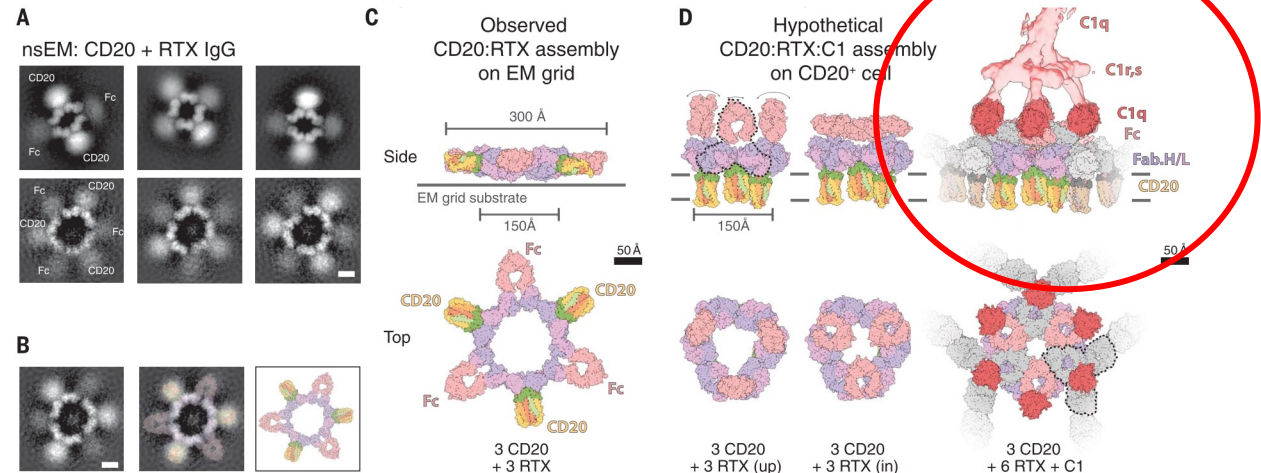 A
nsEM: CD20 + RTX IgG
CD20
Fc
Fc
CD20
Fc
CD20
CD20
Fc
Fc
CD20
B
C
Observed
CD20:RTX assembly
on EM grid
300 Å
Side
EM grid substrate
150Å
50 Å
Fc
CD20
CD20
Top
Fc
Fc
CD20
3 CD20
+ 3 RTX
D
Hypothetical
CD20:RTX:C1 assembly
on CD20⁺ cell
C1q
C1r,s
C1q
Fc
Fab.H/L
CD20
150Å
50 Å
3 CD20
+ 3 RTX (up)
3 CD20
+ 3 RTX (in)
3 CD20
+ 6 RTX + C1